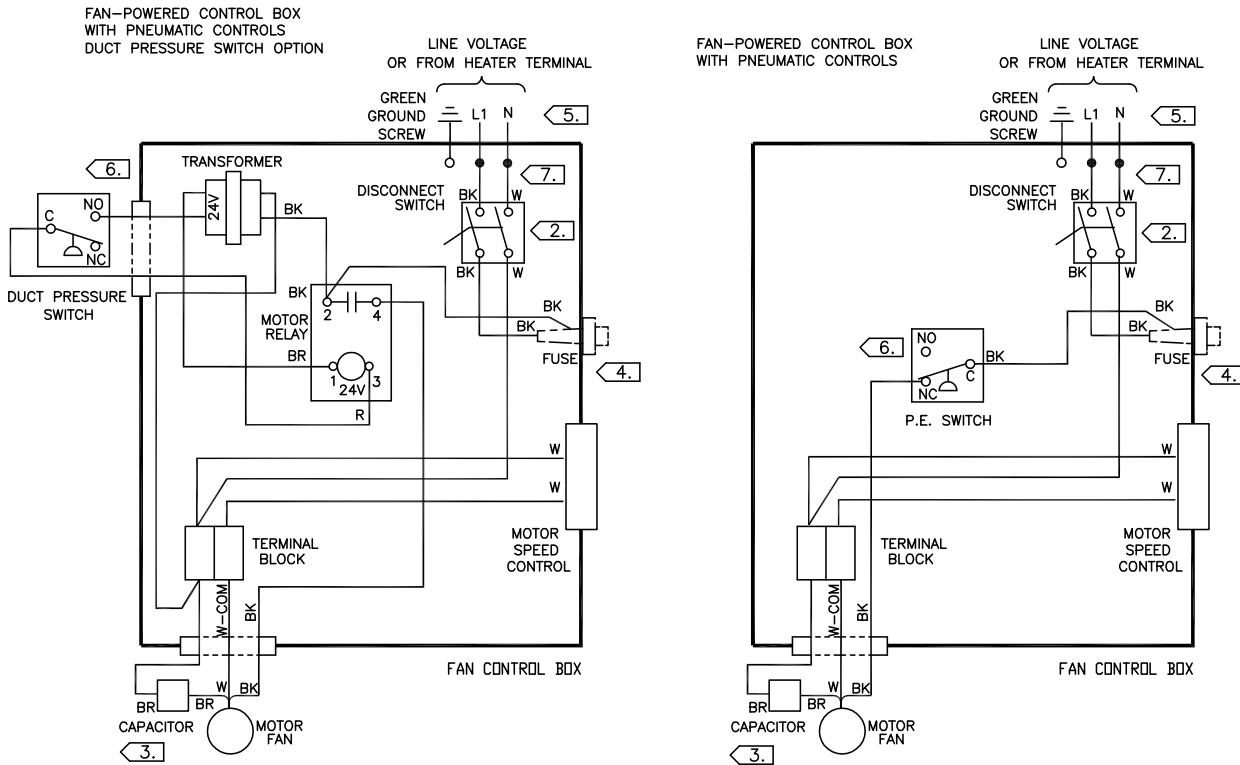 FAN-POWERED CONTROL BOX
WITH PNEUMATIC CONTROLS
DUCT PRESSURE SWITCH OPTION
LINE VOLTAGE
OR FROM HEATER TERMINAL
GREEN
GROUND
SCREW
L1
N
5.
6.
TRANSFORMER
24V
BK
7.
DISCONNECT
SWITCH
BK
W
2.
C
NO
NC
BK
W
DUCT PRESSURE
SWITCH
BK
2
4
MOTOR
RELAY
BK
BK
FUSE
4.
BR
1
3
24V
R
W
W
TERMINAL
BLOCK
MOTOR
SPEED
CONTROL
W-COM
BK
FAN CONTROL BOX
W
BK
BR
BR
CAPACITOR
MOTOR
FAN
3.
FAN-POWERED CONTROL BOX
WITH PNEUMATIC CONTROLS
LINE VOLTAGE
OR FROM HEATER TERMINAL
GREEN
GROUND
SCREW
L1
N
5.
7.
DISCONNECT
SWITCH
BK
W
2.
BK
W
BK
BK
FUSE
4.
6.
NO
BK
C
NC
P.E. SWITCH
W
W
TERMINAL
BLOCK
MOTOR
SPEED
CONTROL
W-COM
BK
FAN CONTROL BOX
W
BK
BR
BR
CAPACITOR
MOTOR
FAN
3.